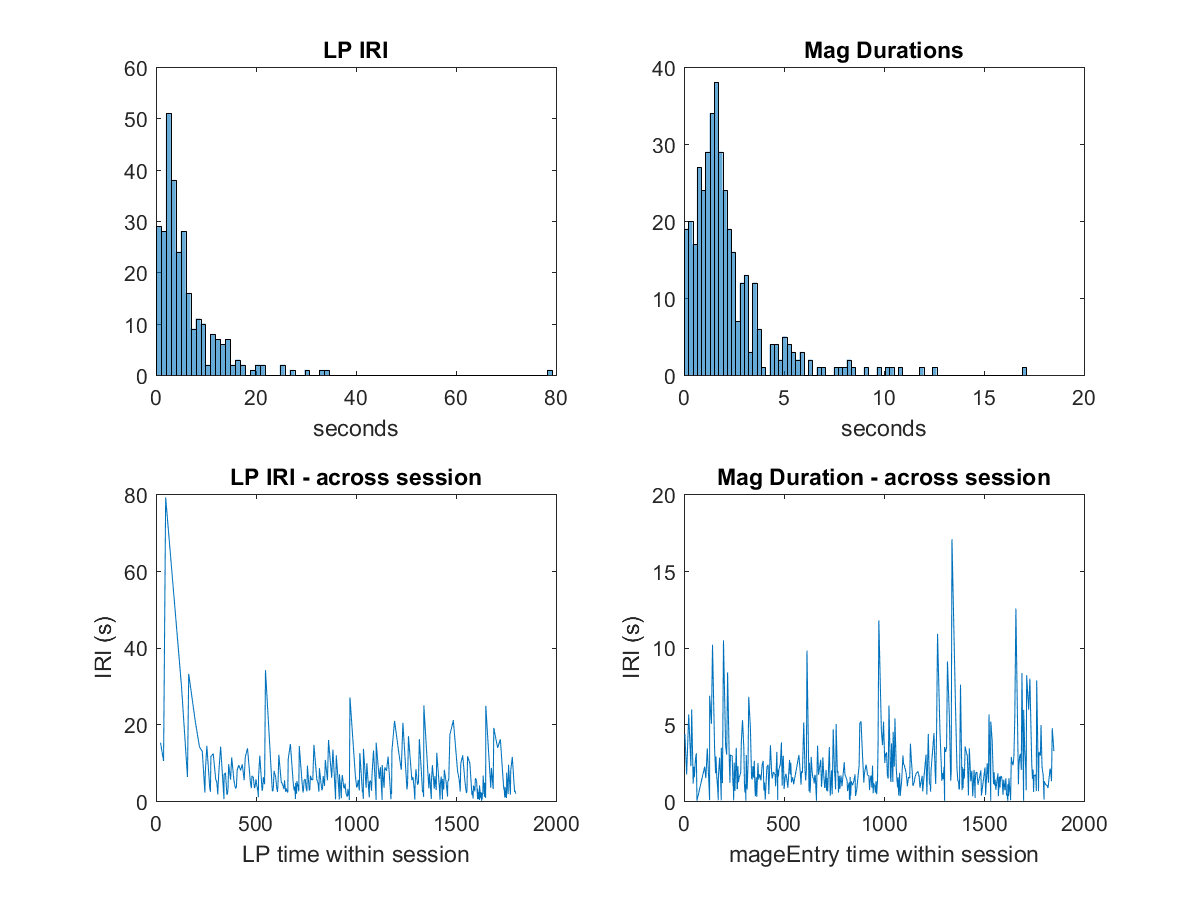 LP IRI
60
50
40
30
20
10
0
0 20 40 60 80
seconds
Mag Durations
40
30
20
10
0
0 5 10 15 20
seconds
LP IRI - across session
80
60
40
20
0
IRI (s)
0 500 1000 1500 2000
LP time within session
Mag Duration - across session
20
15
10
5
0
IRI (s)
0 500 1000 1500 2000
mageEntry time within session